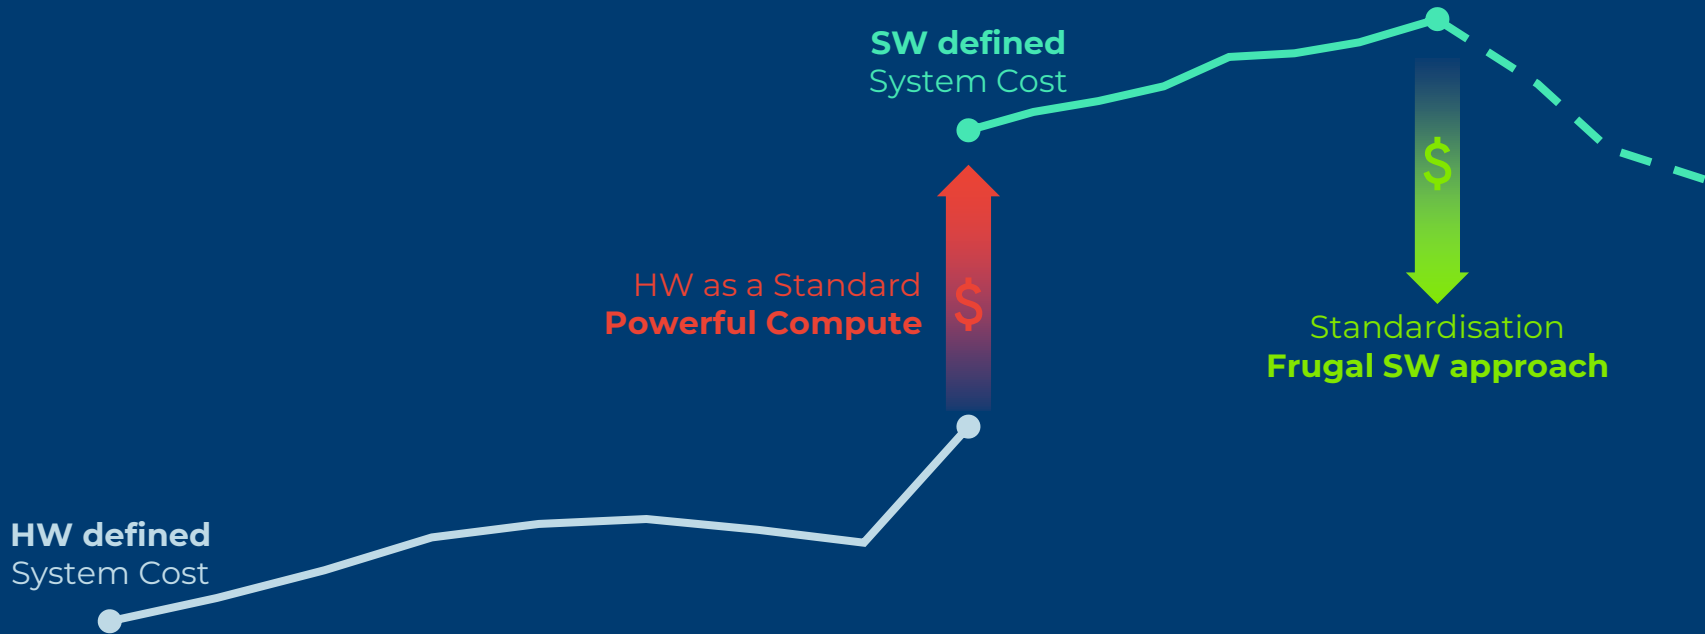 SW defined
System Cost
$
HW as a Standard
Powerful Compute
$
Standardisation
Frugal SW approach
HW defined
System Cost